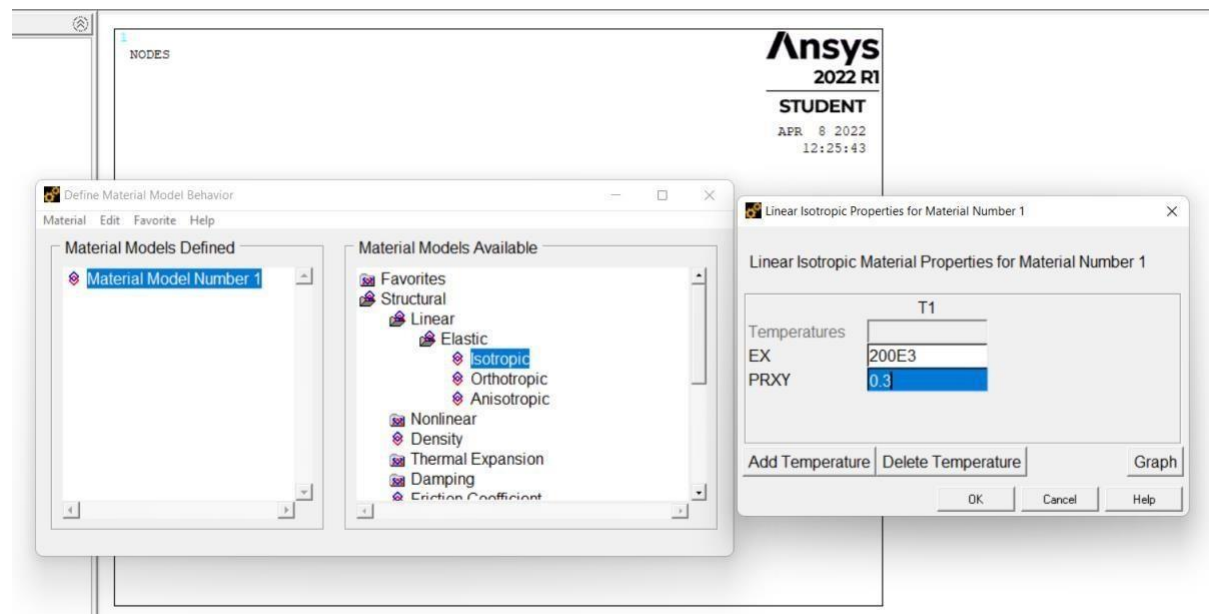 1
NODES
Ansys
2022 R1
STUDENT
APR 8 2022
12:25:43
Define Material Model Behavior
Material Edit Favorite Help
Material Models Defined
Material Model Number 1
Material Models Available
Favorites
Structural
Linear
Elastic
Isotropic
Orthotropic
Anisotropic
Nonlinear
Density
Thermal Expansion
Damping
Friction Coefficient
Linear Isotropic Properties for Material Number 1
Linear Isotropic Material Properties for Material Number 1
T1
Temperatures
EX 200E3
PRXY 0.3
Add Temperature Delete Temperature Graph
OK Cancel Help